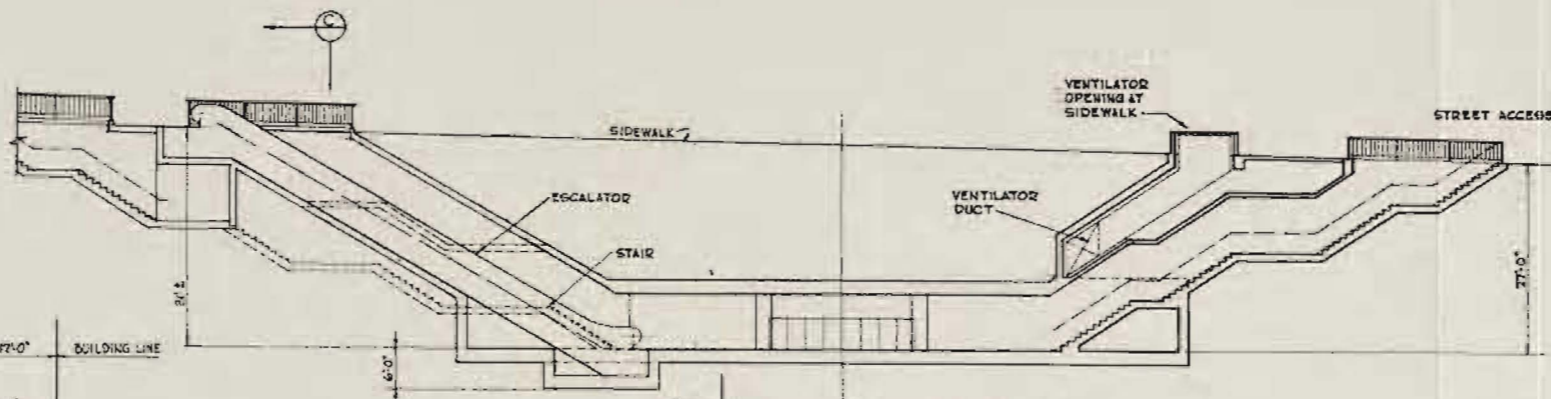 C
VENTILATOR
OPENING AT
SIDEWALK
STREET ACCESS
SIDEWALK
ESCALATOR
VENTILATOR
DUCT
STAIR
27'-0"
BUILDING LINE
6'-0"